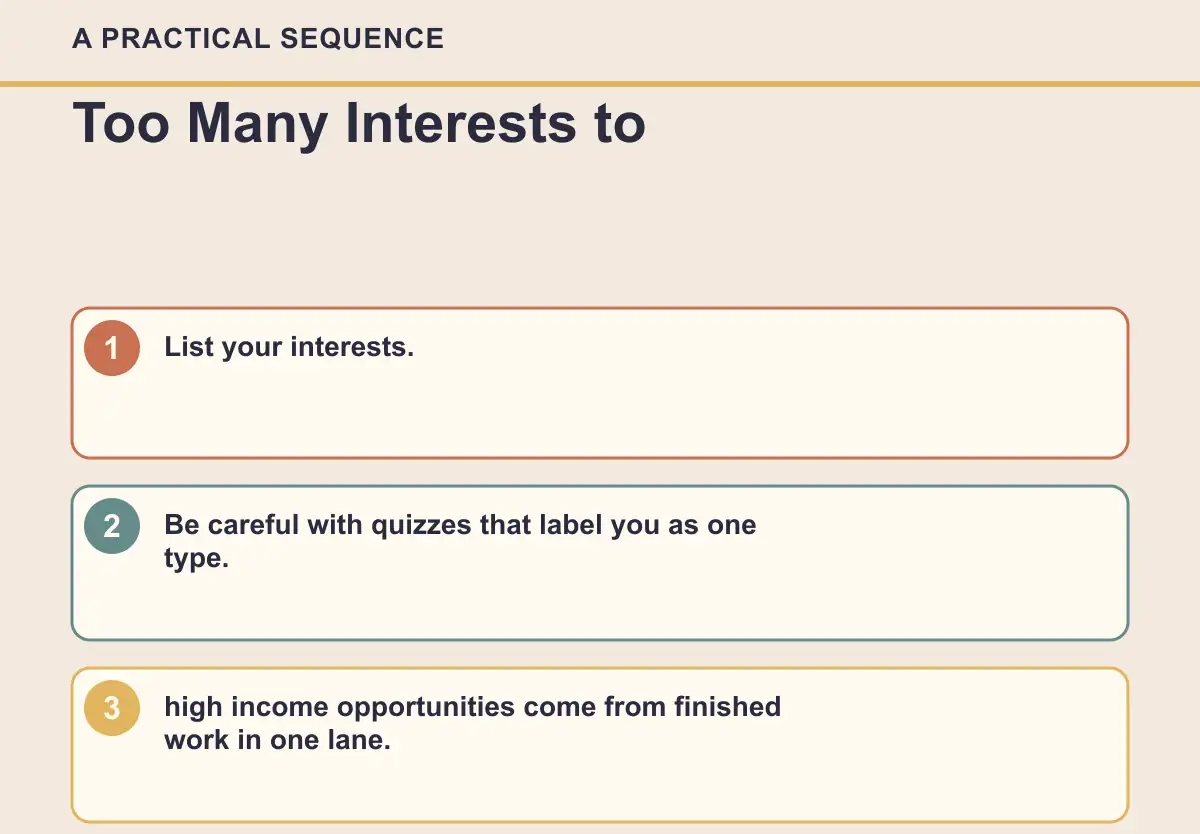 A PRACTICAL SEQUENCE
Too Many Interests to
1
List your interests.
2
Be careful with quizzes that label you as one
type.
3
high income opportunities come from finished
work in one lane.